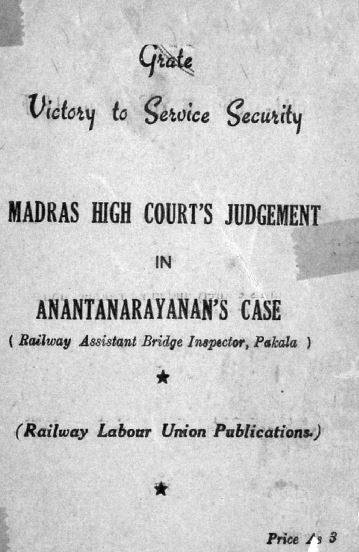 Grate
Victory to Service Security
MADRAS HIGH COURT'S JUDGEMENT
IN
ANANTANARAYANAN'S CASE
( Railway Assistant Bridge Inspector, Pakala )
★
(Railway Labour Union Publications.)
★
Price As 3